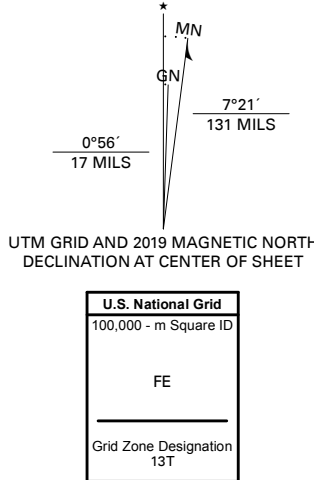 ★
MN
GN
7°21´
131 MILS
0°56´
17 MILS
UTM GRID AND 2019 MAGNETIC NORTH
DECLINATION AT CENTER OF SHEET
U.S. National Grid
100,000 - m Square ID
FE
Grid Zone Designation
13T